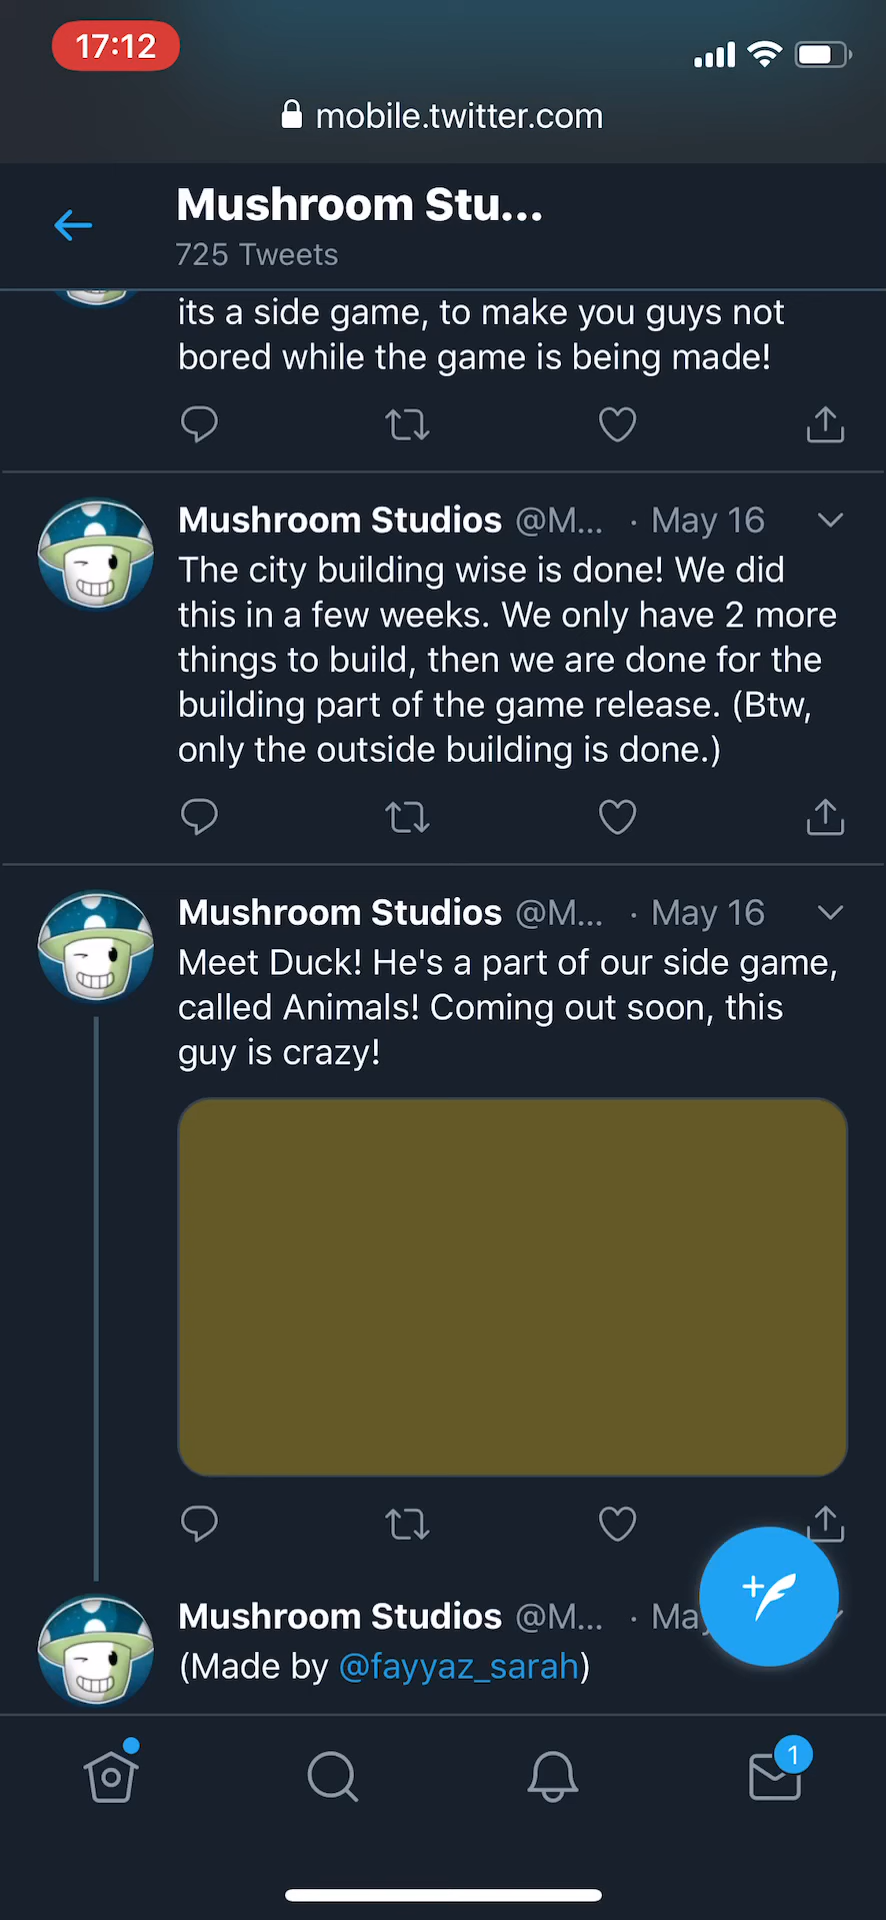 17:12
mobile.twitter.com
Mushroom Stu...
725 Tweets
its a side game, to make you guys not
bored while the game is being made!
Mushroom Studios @M... · May 16
The city building wise is done! We did
this in a few weeks. We only have 2 more
things to build, then we are done for the
building part of the game release. (Btw,
only the outside building is done.)
Mushroom Studios @M... · May 16
Meet Duck! He's a part of our side game,
called Animals! Coming out soon, this
guy is crazy!
Mushroom Studios @M... · May
(Made by @fayyaz_sarah)
1